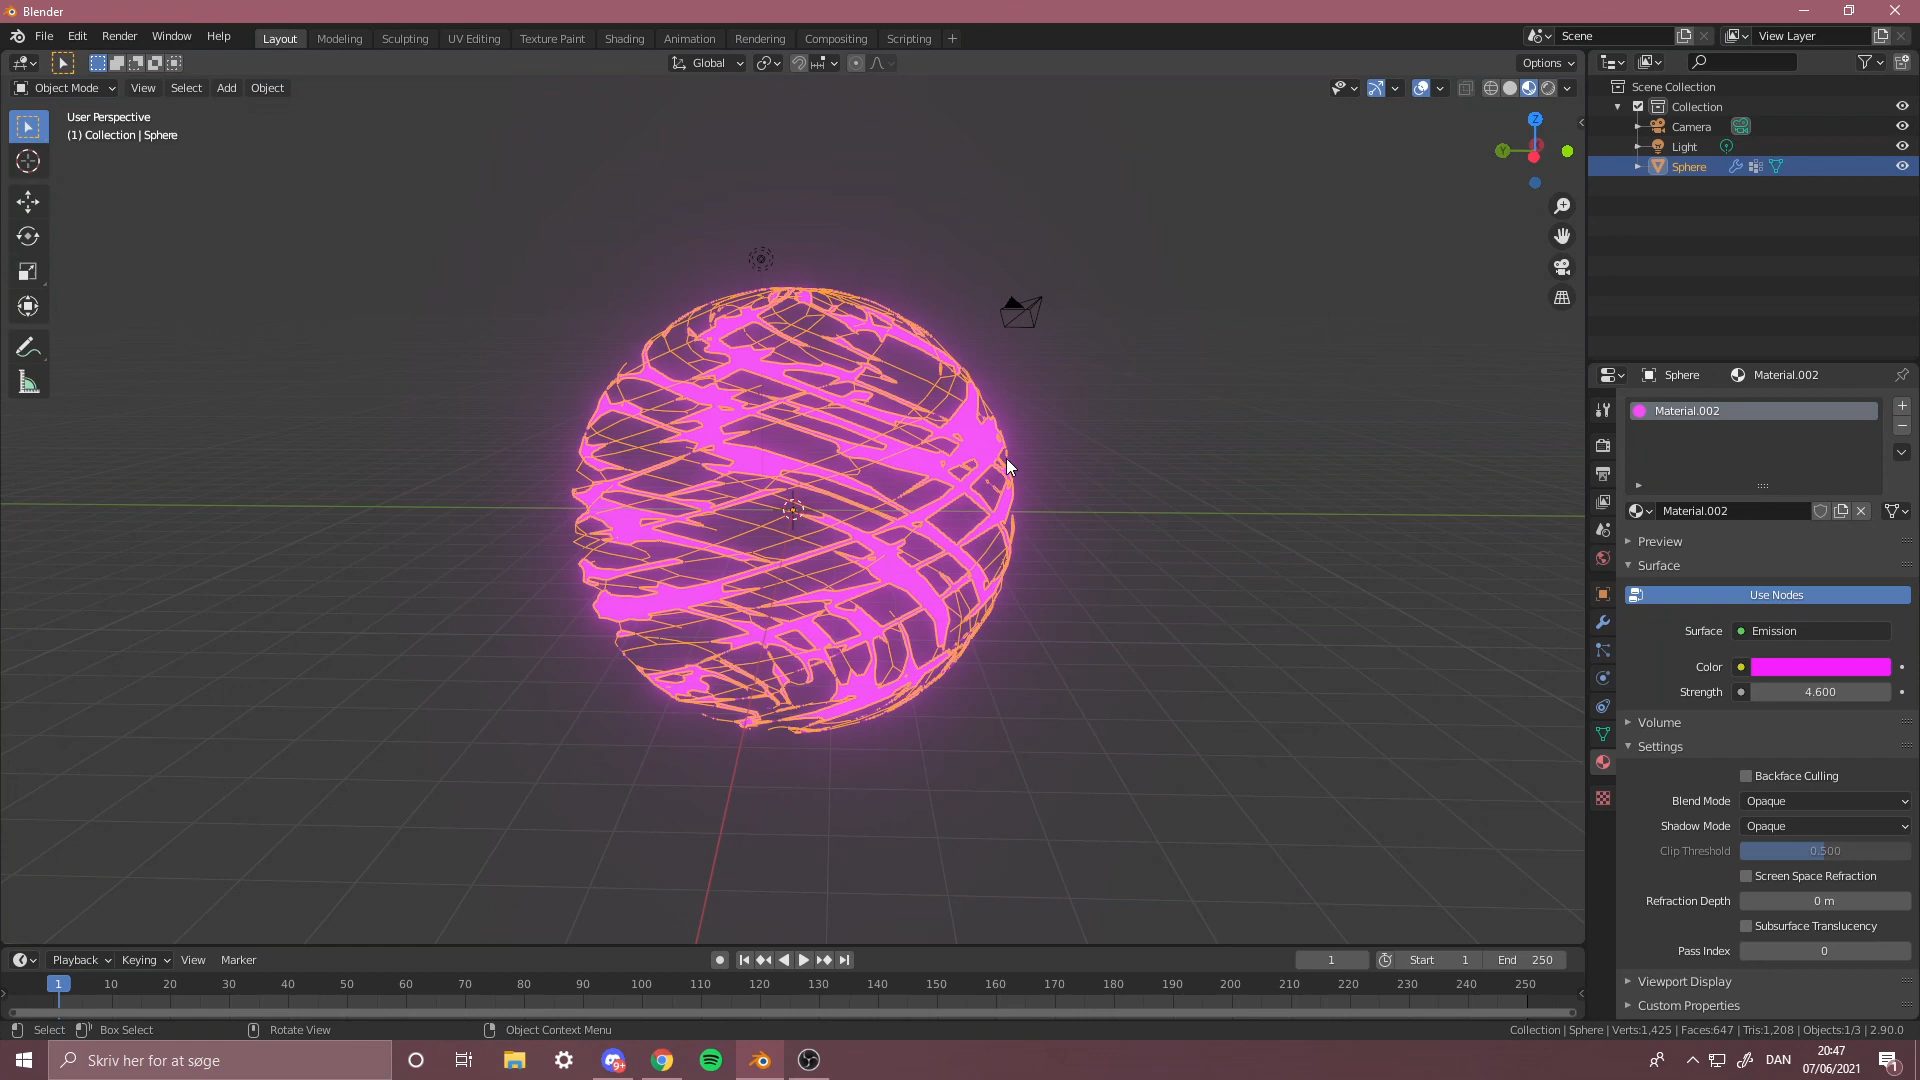 Blender
File Edit Render Window Help
Layout Modeling Sculpting UV Editing Texture Paint Shading Animation Rendering Compositing Scripting +
Scene
View Layer
Global
Options
Object Mode View Select Add Object
User Perspective
(1) Collection | Sphere
Z
Y
Scene Collection
Collection
Camera
Light
Sphere
Sphere Material.002
Material.002
Material.002
Preview
Surface
Use Nodes
Surface Emission
Color
Strength 4.600
Volume
Settings
Backface Culling
Blend Mode Opaque
Shadow Mode Opaque
Clip Threshold 0.500
Screen Space Refraction
Refraction Depth 0 m
Subsurface Translucency
Pass Index 0
Viewport Display
Custom Properties
Playback Keying View Marker
1 Start 1 End 250
1 10 20 30 40 50 60 70 80 90 100 110 120 130 140 150 160 170 180 190 200 210 220 230 240 250
Select Box Select Rotate View Object Context Menu
Collection | Sphere | Verts:1,425 | Faces:647 | Tris:1,208 | Objects:1/3 | 2.90.0
Skriv her for at søge
9+
DAN
20:47
07/06/2021
1